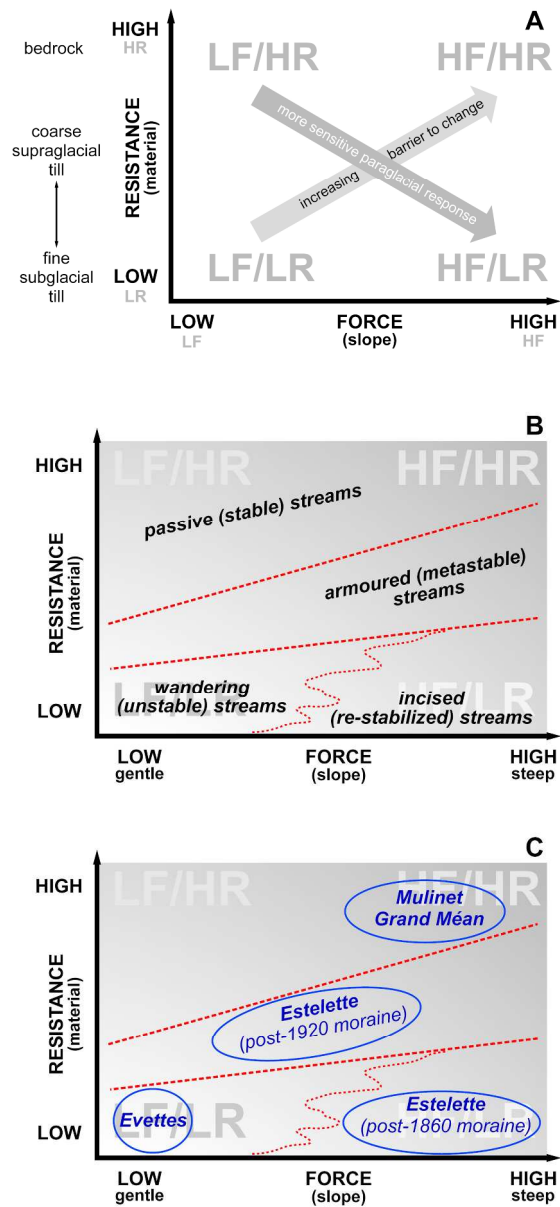 A
HIGH
HR
bedrock
LF/HR
HF/HR
coarse
supraglacial
till
RESISTANCE
(material)
more sensitive paraglacial response
increasing barrier to change
fine
subglacial
till
LOW
LR
LF/LR
HF/LR
LOW
LF
FORCE
(slope)
HIGH
HF
B
HIGH
LF/HR
HF/HR
passive (stable) streams
RESISTANCE
(material)
armoured (metastable)
streams
LF/LR
HF/LR
wandering
(unstable) streams
incised
(re-stabilized) streams
LOW
LOW
gentle
FORCE
(slope)
HIGH
steep
C
HIGH
LF/HR
HF/HR
Mulinet
Grand Méan
RESISTANCE
(material)
Estelette
(post-1920 moraine)
LF/LR
HF/LR
Evettes
Estelette
(post-1860 moraine)
LOW
LOW
gentle
FORCE
(slope)
HIGH
steep